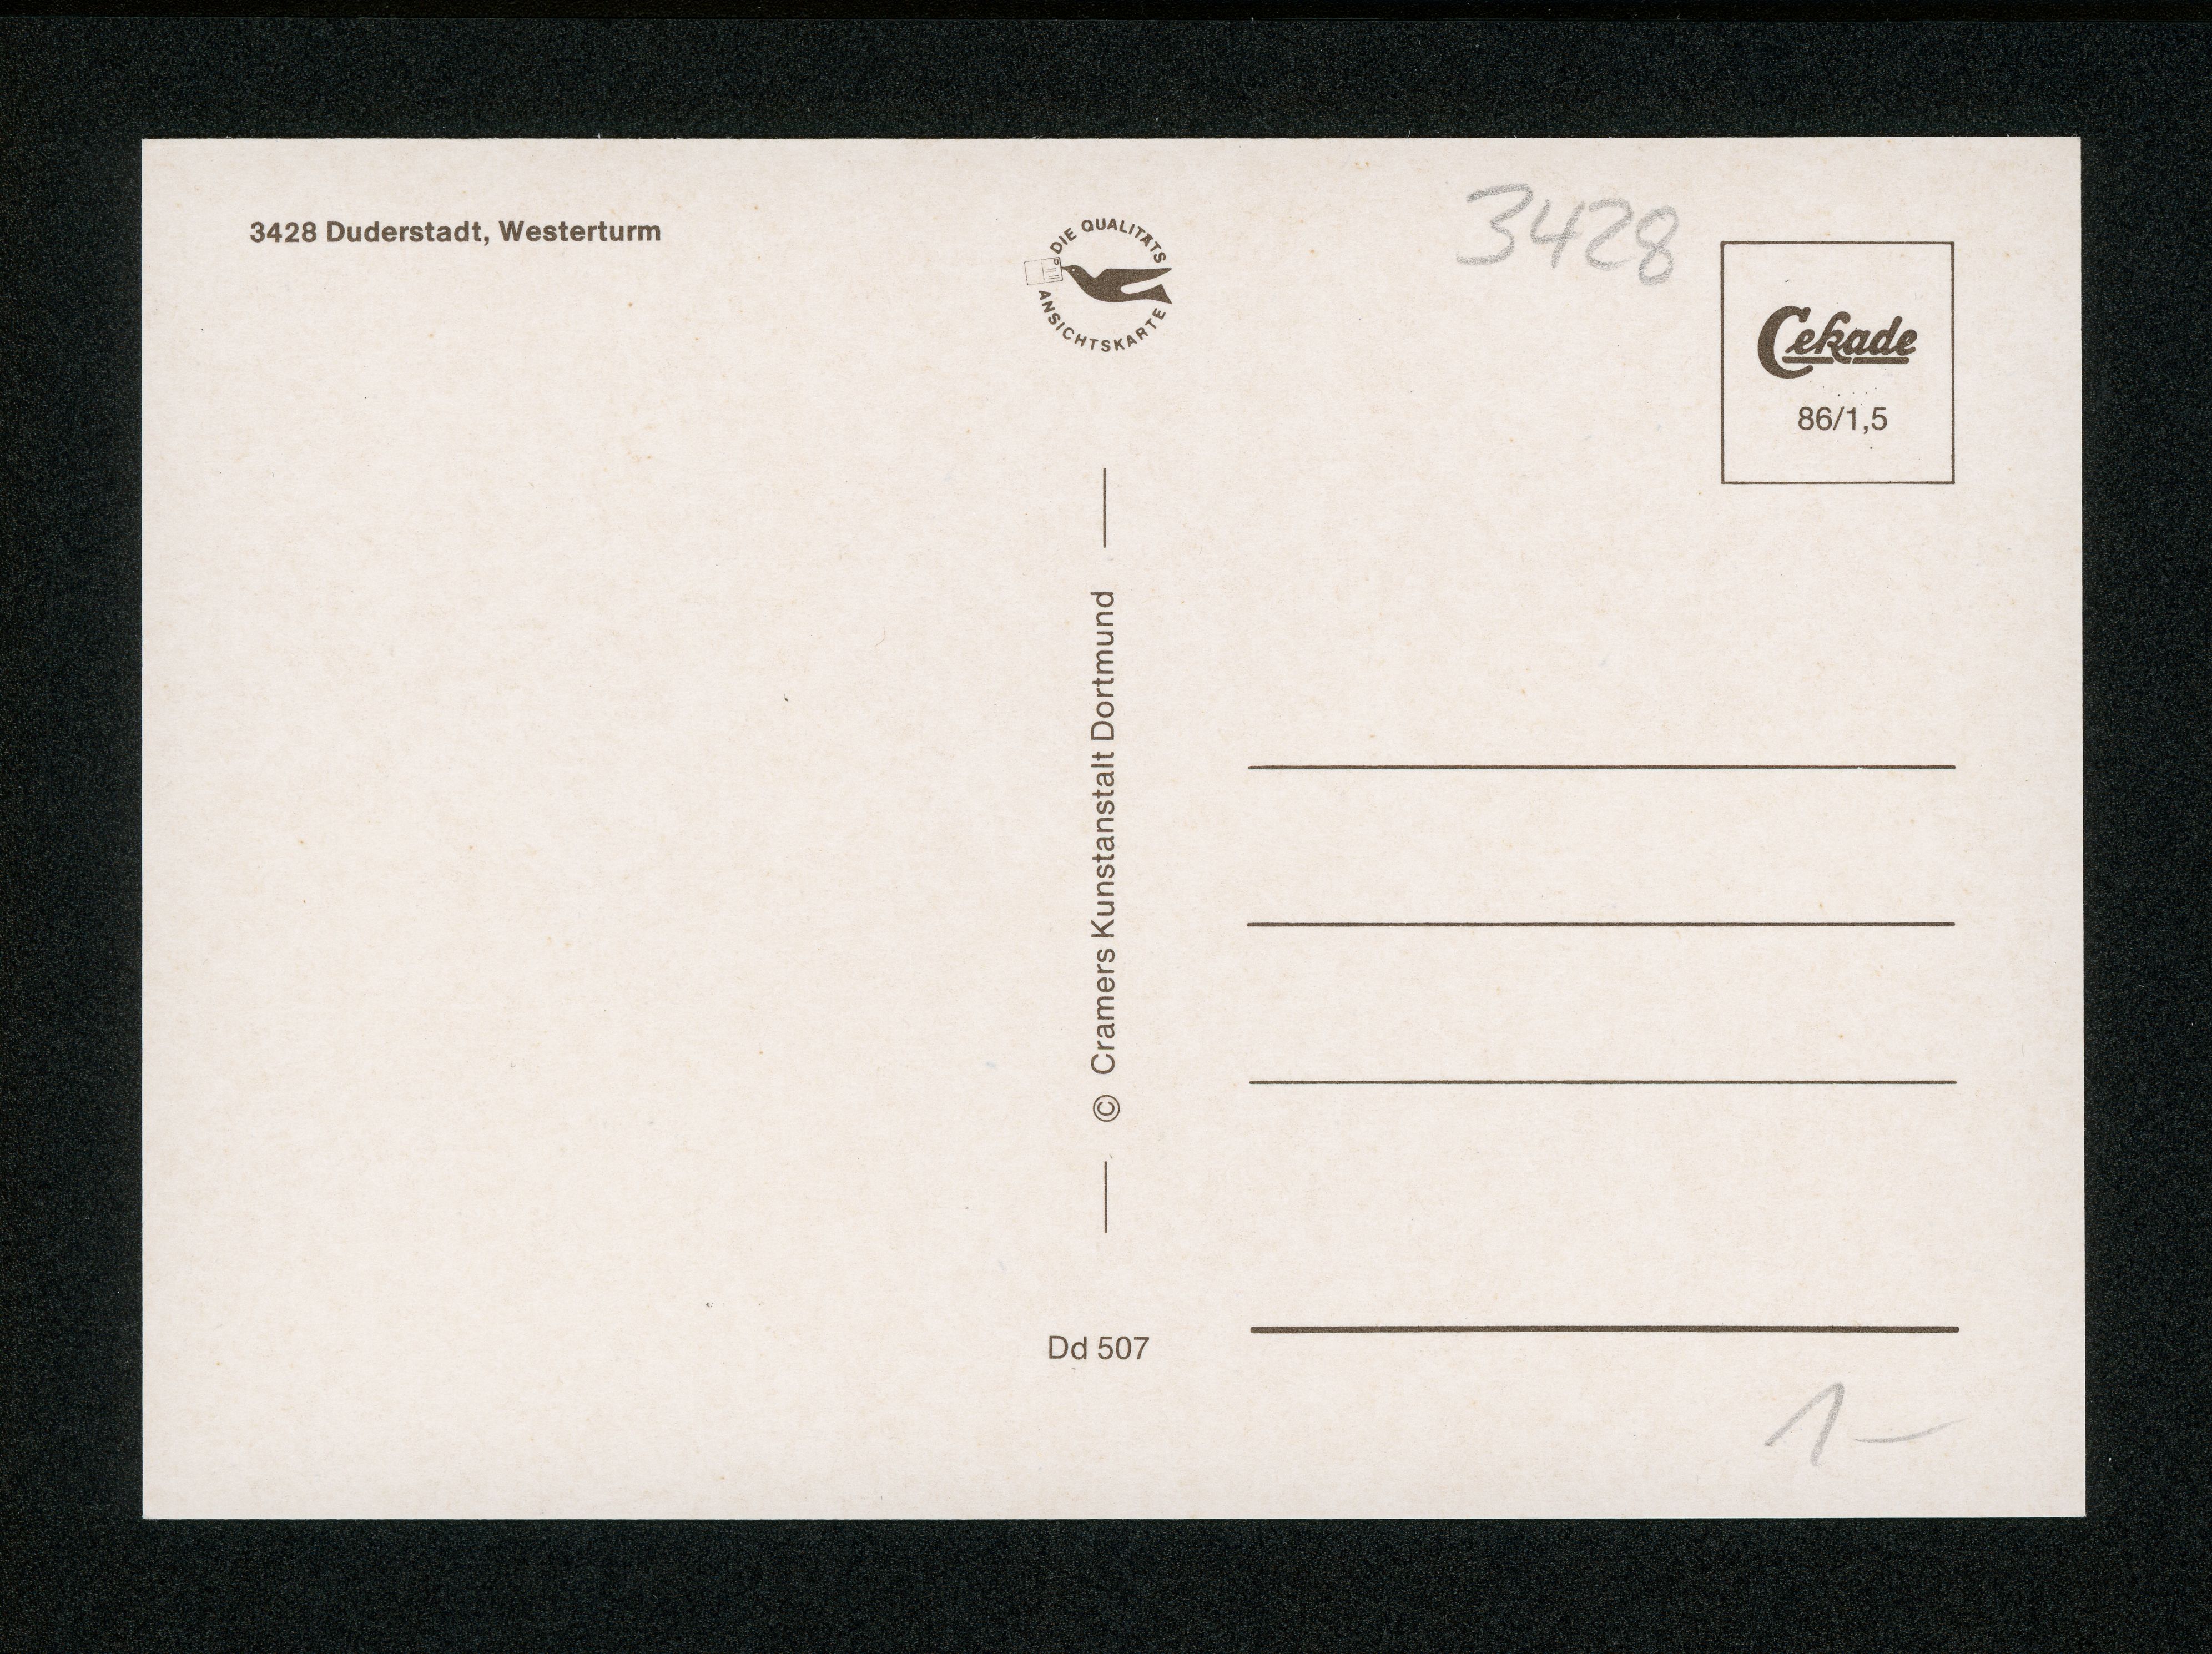 3428 Duderstadt, Westerturm
DIE QUALITÄTS
ANSICHTSKARTE
3428
Cekade
86/1,5
© Cramers Kunstanstalt Dortmund
Dd 507
1-